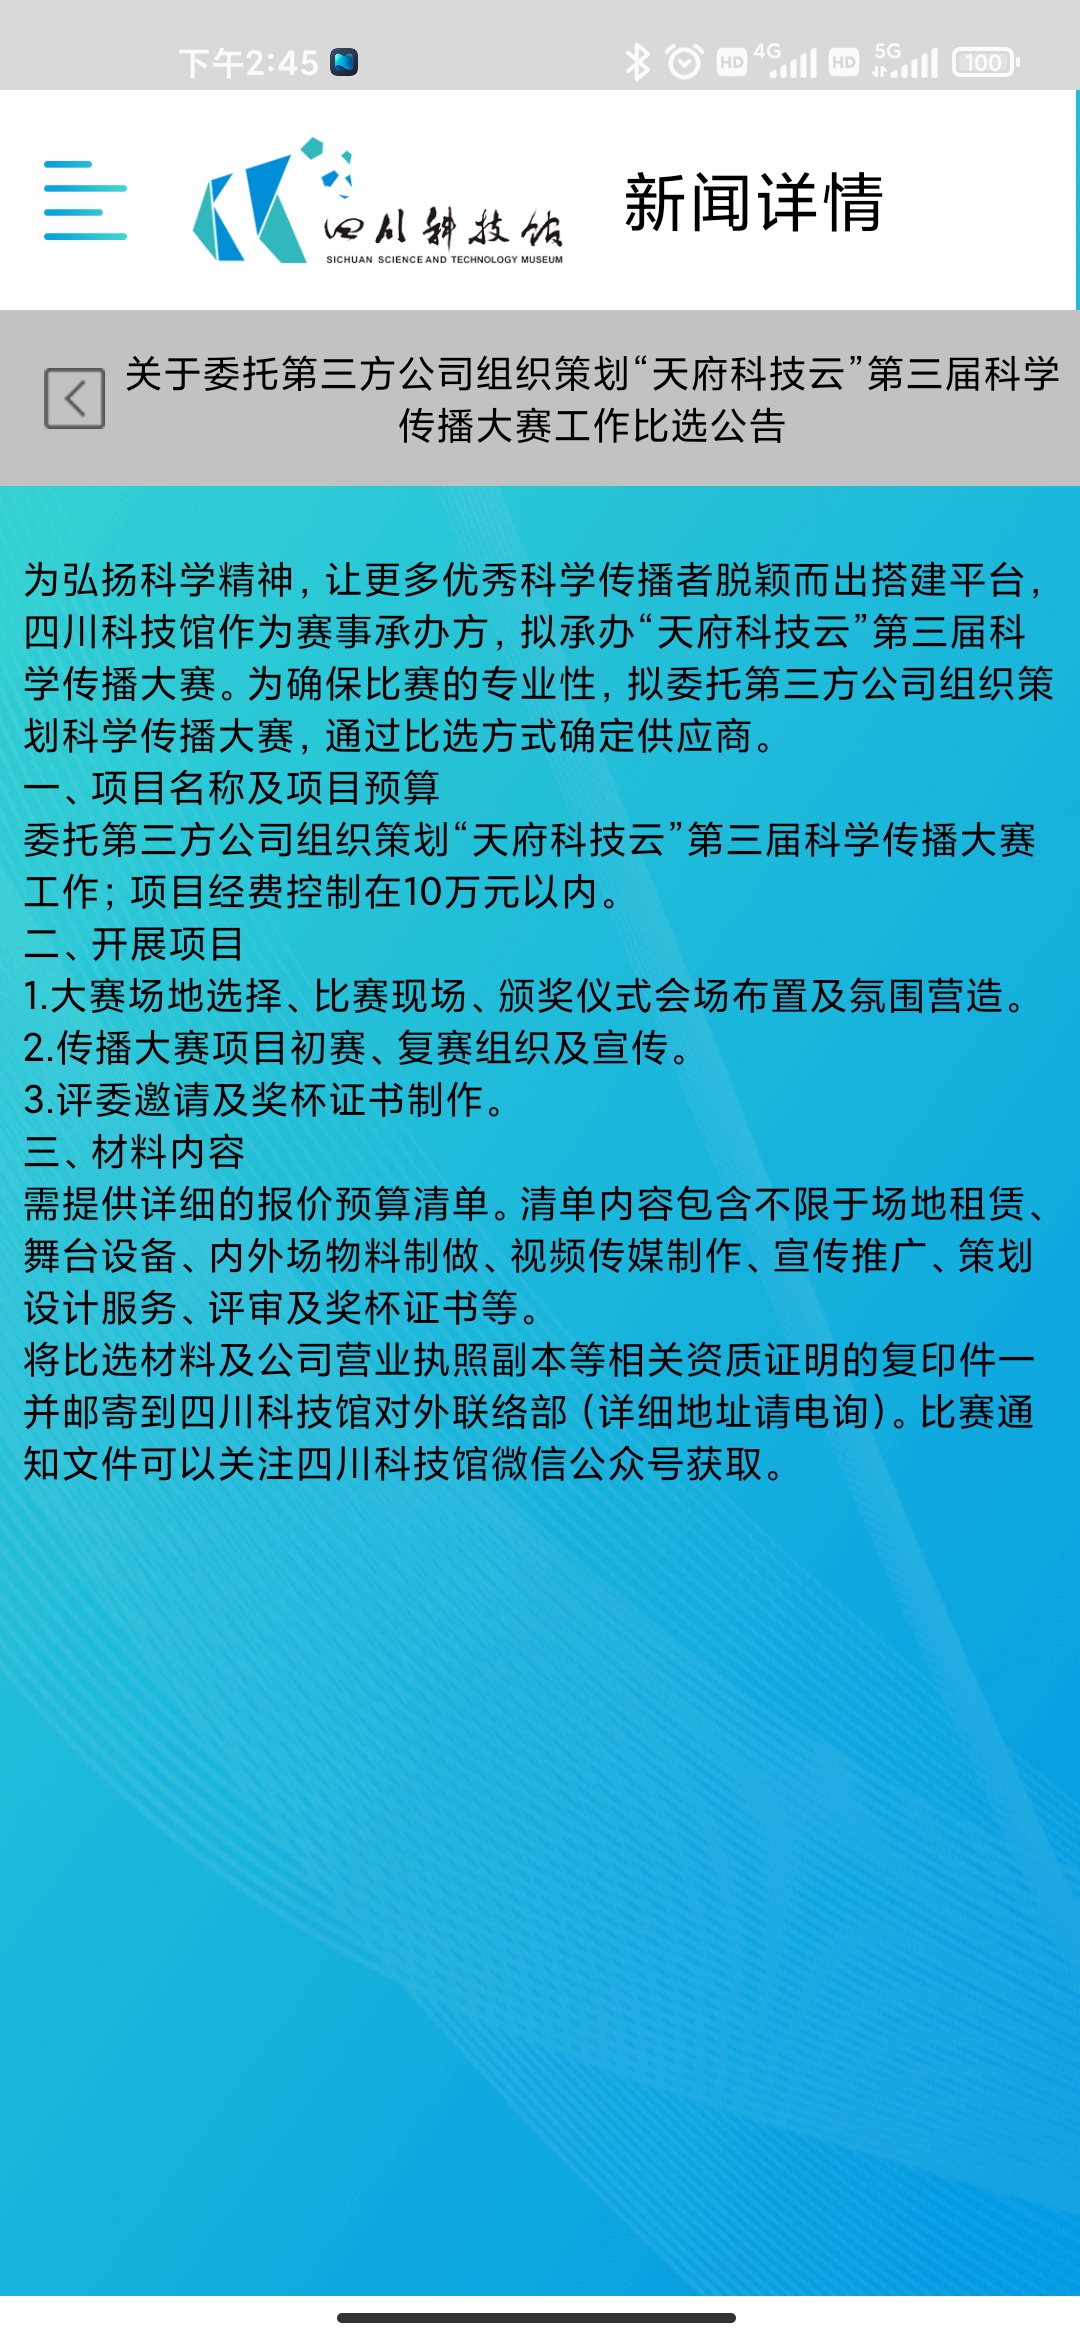 下午2:45
4G
5G
HD
HD
100
四川科技馆
SICHUAN SCIENCE AND TECHNOLOGY MUSEUM
新闻详情
关于委托第三方公司组织策划“天府科技云”第三届科学
传播大赛工作比选公告
为弘扬科学精神，让更多优秀科学传播者脱颖而出搭建平台，
四川科技馆作为赛事承办方，拟承办“天府科技云”第三届科
学传播大赛。为确保比赛的专业性，拟委托第三方公司组织策
划科学传播大赛，通过比选方式确定供应商。
一、项目名称及项目预算
委托第三方公司组织策划“天府科技云”第三届科学传播大赛
工作；项目经费控制在10万元以内。
二、开展项目
1.大赛场地选择、比赛现场、颁奖仪式会场布置及氛围营造。
2.传播大赛项目初赛、复赛组织及宣传。
3.评委邀请及奖杯证书制作。
三、材料内容
需提供详细的报价预算清单。清单内容包含不限于场地租赁、
舞台设备、内外场物料制做、视频传媒制作、宣传推广、策划
设计服务、评审及奖杯证书等。
将比选材料及公司营业执照副本等相关资质证明的复印件一
并邮寄到四川科技馆对外联络部（详细地址请电询）。比赛通
知文件可以关注四川科技馆微信公众号获取。